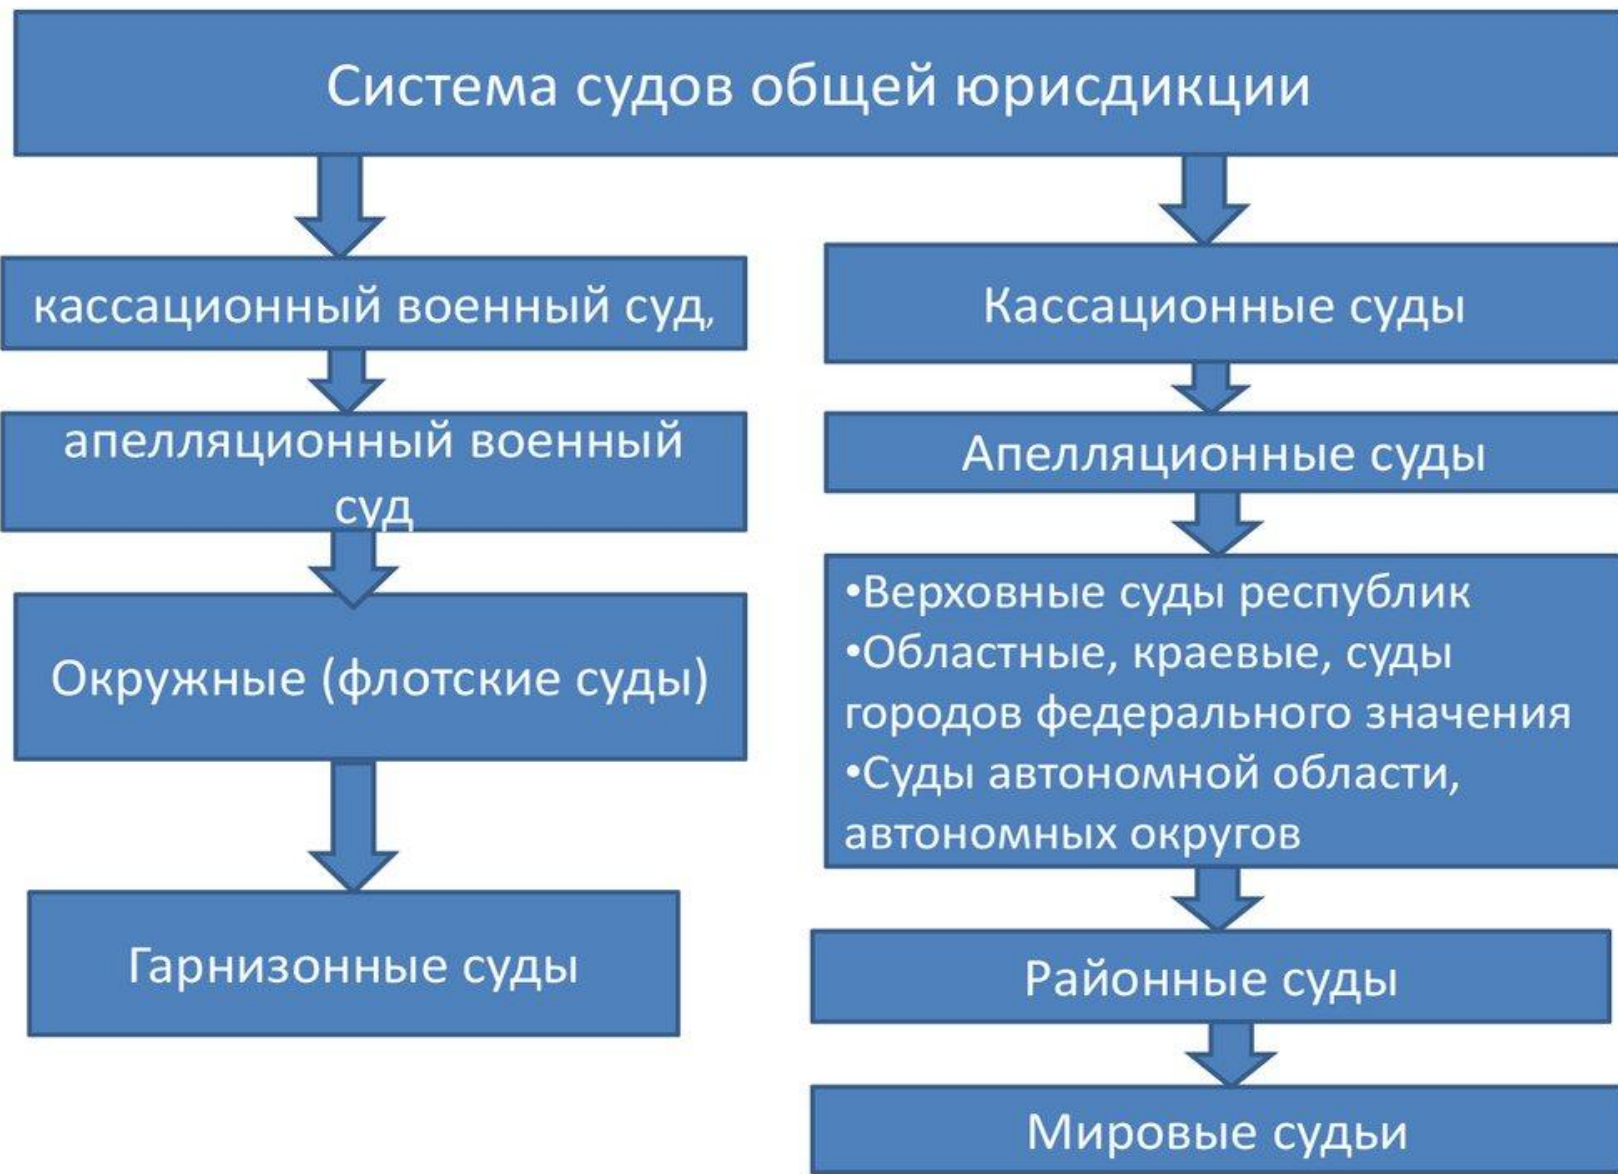 Система судов общей юрисдикции
кассационный военный суд,
апелляционный военный
суд
Окружные (флотские суды)
Гарнизонные суды
Кассационные суды
Апелляционные суды
•Верховные суды республик
•Областные, краевые, суды
городов федерального значения
•Суды автономной области,
автономных округов
Районные суды
Мировые судьи